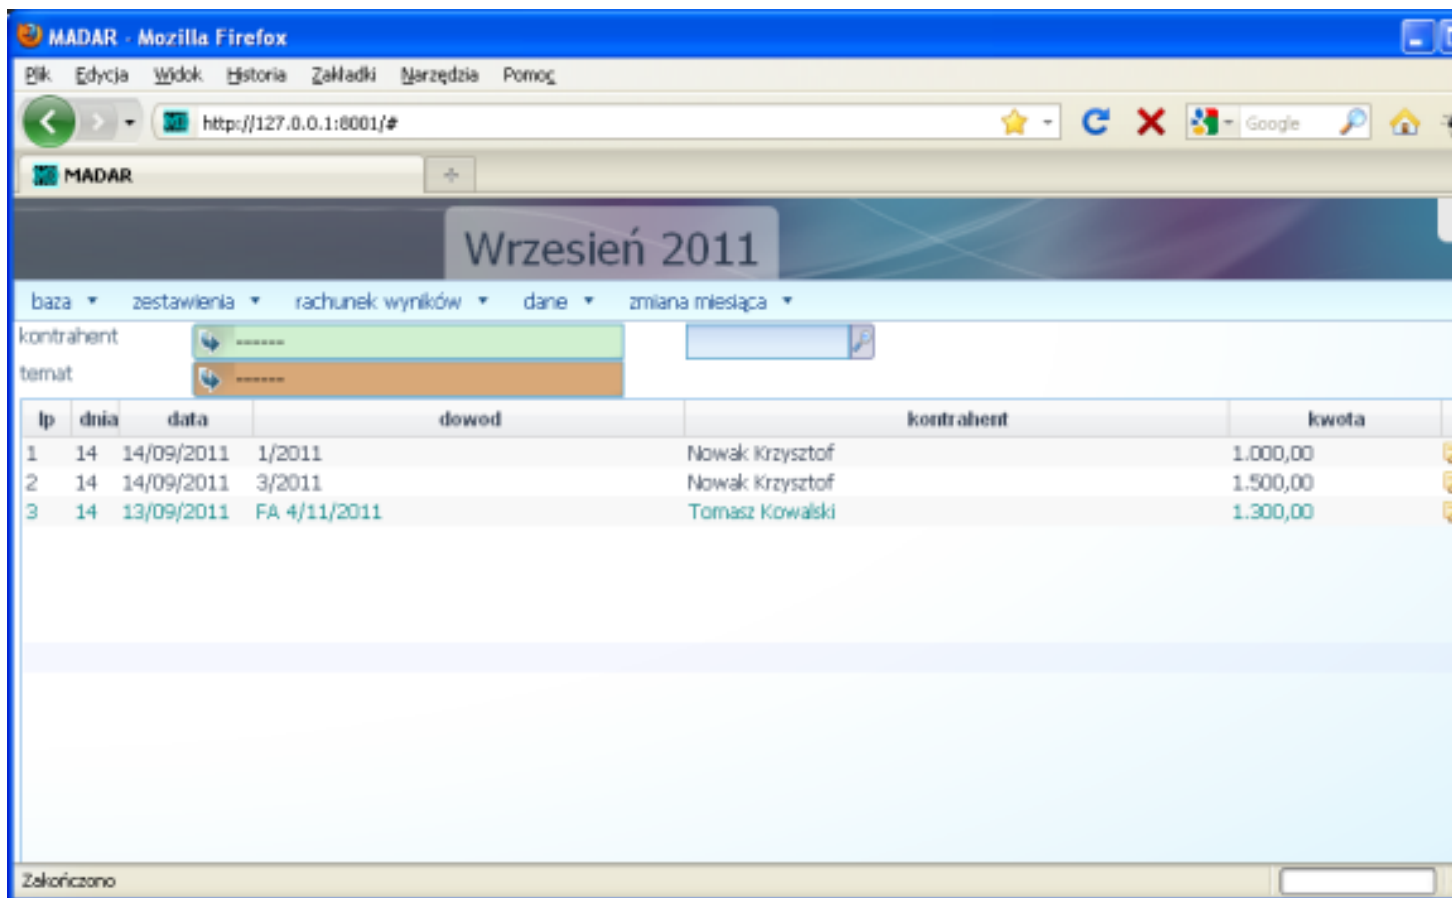 MADAR - Mozilla Firefox
Plik Edycja Widok Historia Zakładki Narzędzia Pomoc
http://127.0.0.1:8001/# Google
MADAR
Wrzesień 2011
baza zestawienia rachunek wyników dane zmiana miesiąca
kontrahent ------
temat ------
lp dnia data dowod kontrahent kwota
1 14 14/09/2011 1/2011 Nowak Krzysztof 1.000,00
2 14 14/09/2011 3/2011 Nowak Krzysztof 1.500,00
3 14 13/09/2011 FA 4/11/2011 Tomasz Kowalski 1.300,00
Zakończono